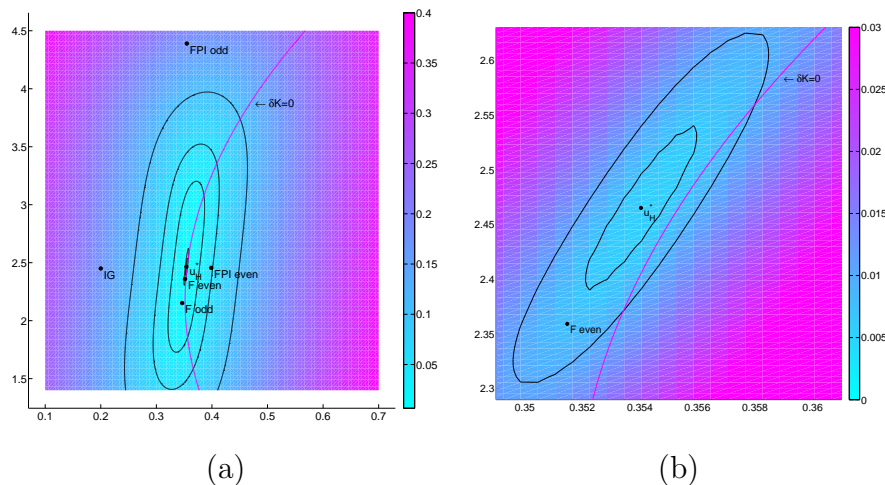 4.5
4
3.5
3
2.5
2
1.5
0.1 0.2 0.3 0.4 0.5 0.6 0.7
FPI odd
← δK=0
IG
u*H
FPI even
F even
F odd
0.4
0.35
0.3
0.25
0.2
0.15
0.1
0.05
(a)
2.6
2.55
2.5
2.45
2.4
2.35
2.3
0.35 0.352 0.354 0.356 0.358 0.36
← δK=0
u*H
F even
0.03
0.025
0.02
0.015
0.01
0.005
0
(b)